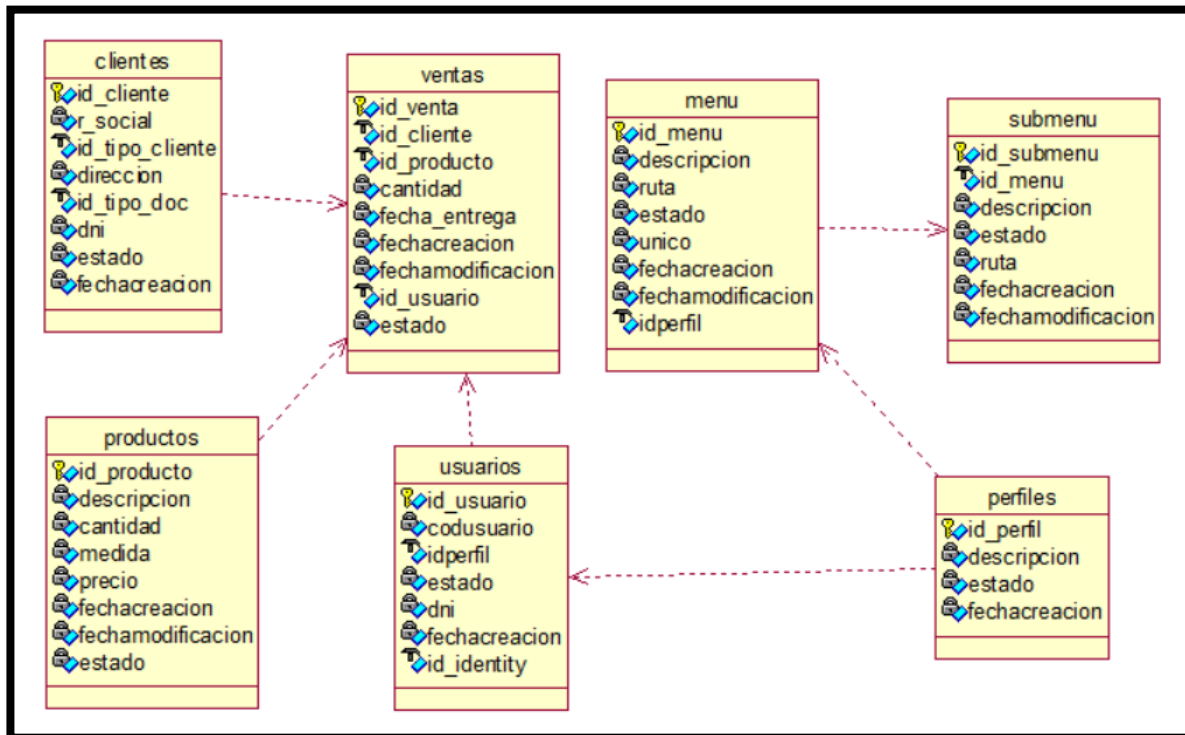 clientes
id_cliente
r_social
id_tipo_cliente
direccion
id_tipo_doc
dni
estado
fechacreacion
ventas
id_venta
id_cliente
id_producto
cantidad
fecha_entrega
fechacreacion
fechamodificacion
id_usuario
estado
menu
id_menu
descripcion
ruta
estado
unico
fechacreacion
fechamodificacion
idperfil
submenu
id_submenu
id_menu
descripcion
estado
ruta
fechacreacion
fechamodificacion
productos
id_producto
descripcion
cantidad
medida
precio
fechacreacion
fechamodificacion
estado
usuarios
id_usuario
codusuario
idperfil
estado
dni
fechacreacion
id_identity
perfiles
id_perfil
descripcion
estado
fechacreacion